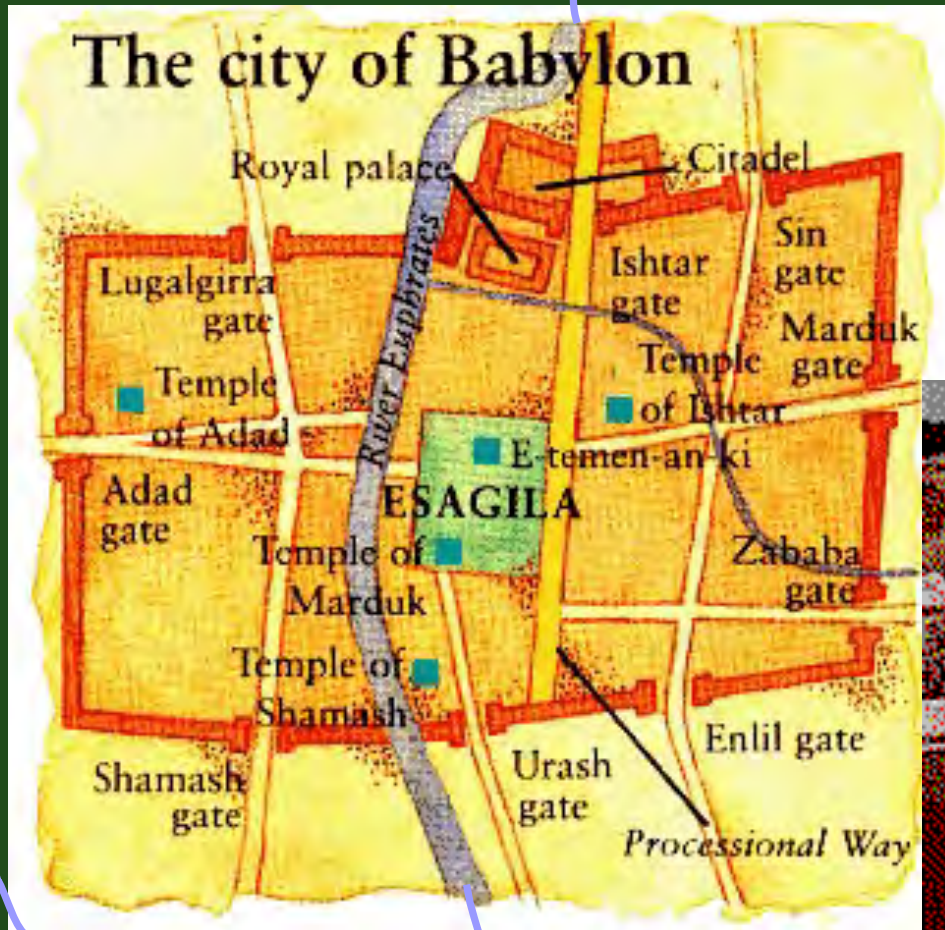 The city of Babylon
Royal palace
Citadel
Sin
gate
Ishtar
gate
Lugalgirra
gate
River Euphrates
Marduk
gate
Temple
of Ishtar
Temple
of Adad
E-temen-an-ki
Adad
gate
ESAGILA
Temple of
Marduk
Zababa
gate
Temple of
Shamash
Enlil gate
Urash
gate
Shamash
gate
Processional Way